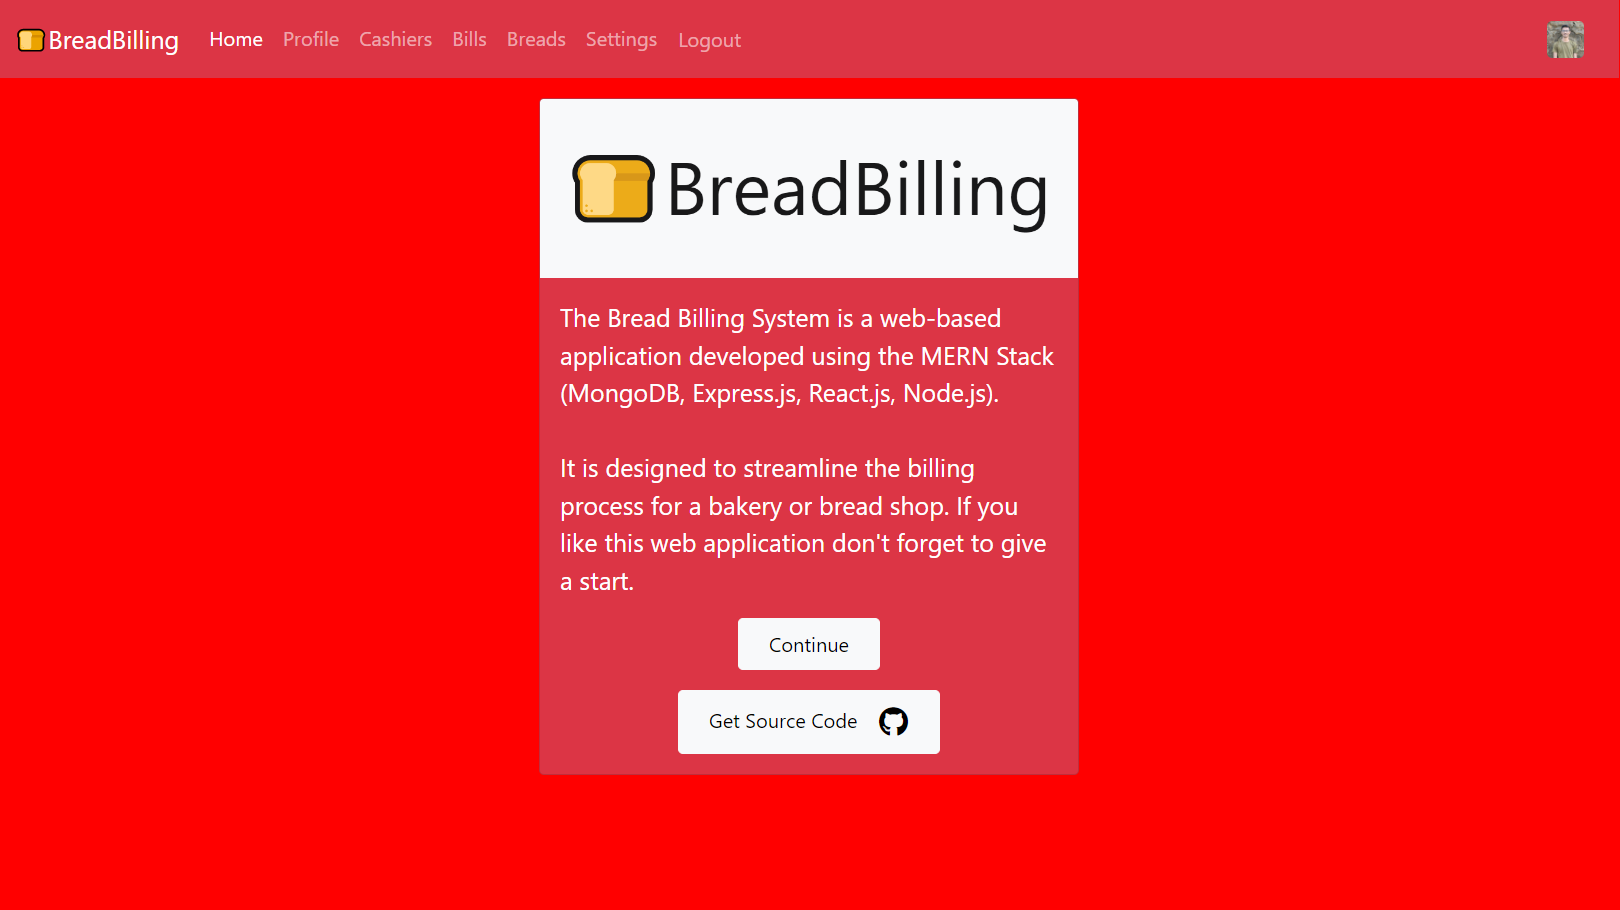 BreadBilling Home Profile Cashiers Bills Breads Settings Logout
BreadBilling
The Bread Billing System is a web-based
application developed using the MERN Stack
(MongoDB, Express.js, React.js, Node.js).
It is designed to streamline the billing
process for a bakery or bread shop. If you
like this web application don't forget to give
a start.
Continue
Get Source Code